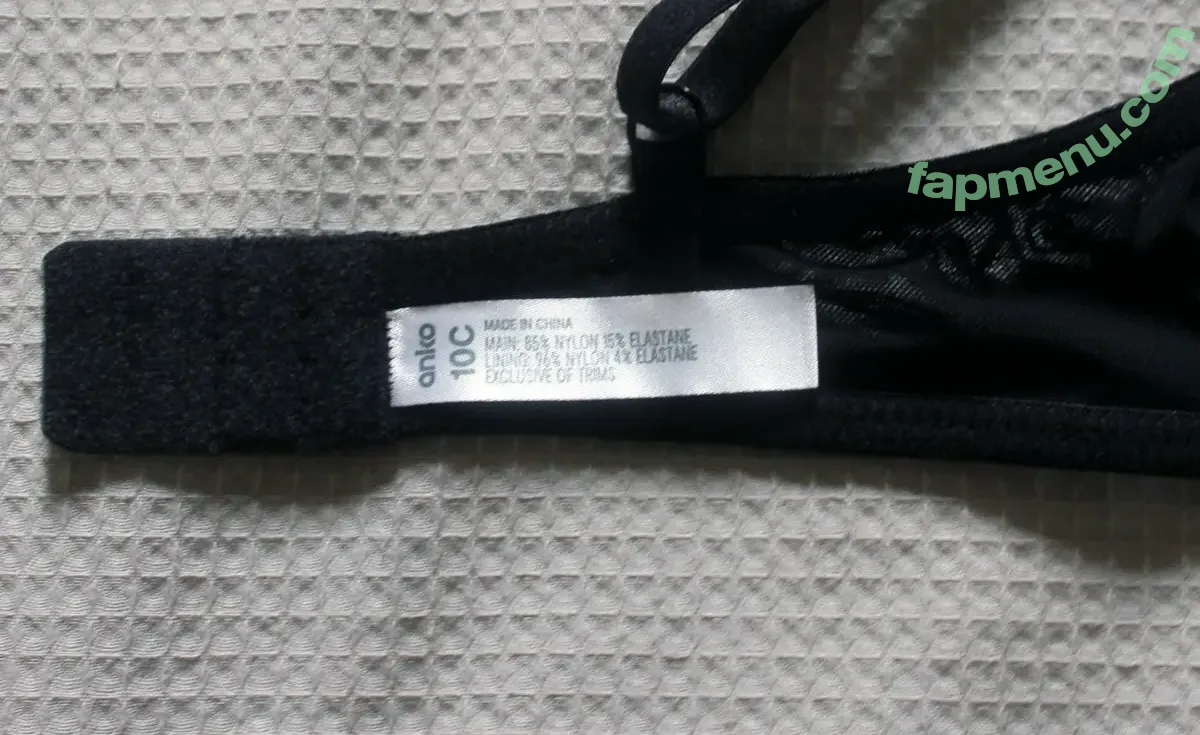 anko
10C
MADE IN CHINA
MAIN: 85% NYLON 15% ELASTANE
LINING: 96% NYLON 4% ELASTANE
EXCLUSIVE OF TRIMS
fapmenu.com